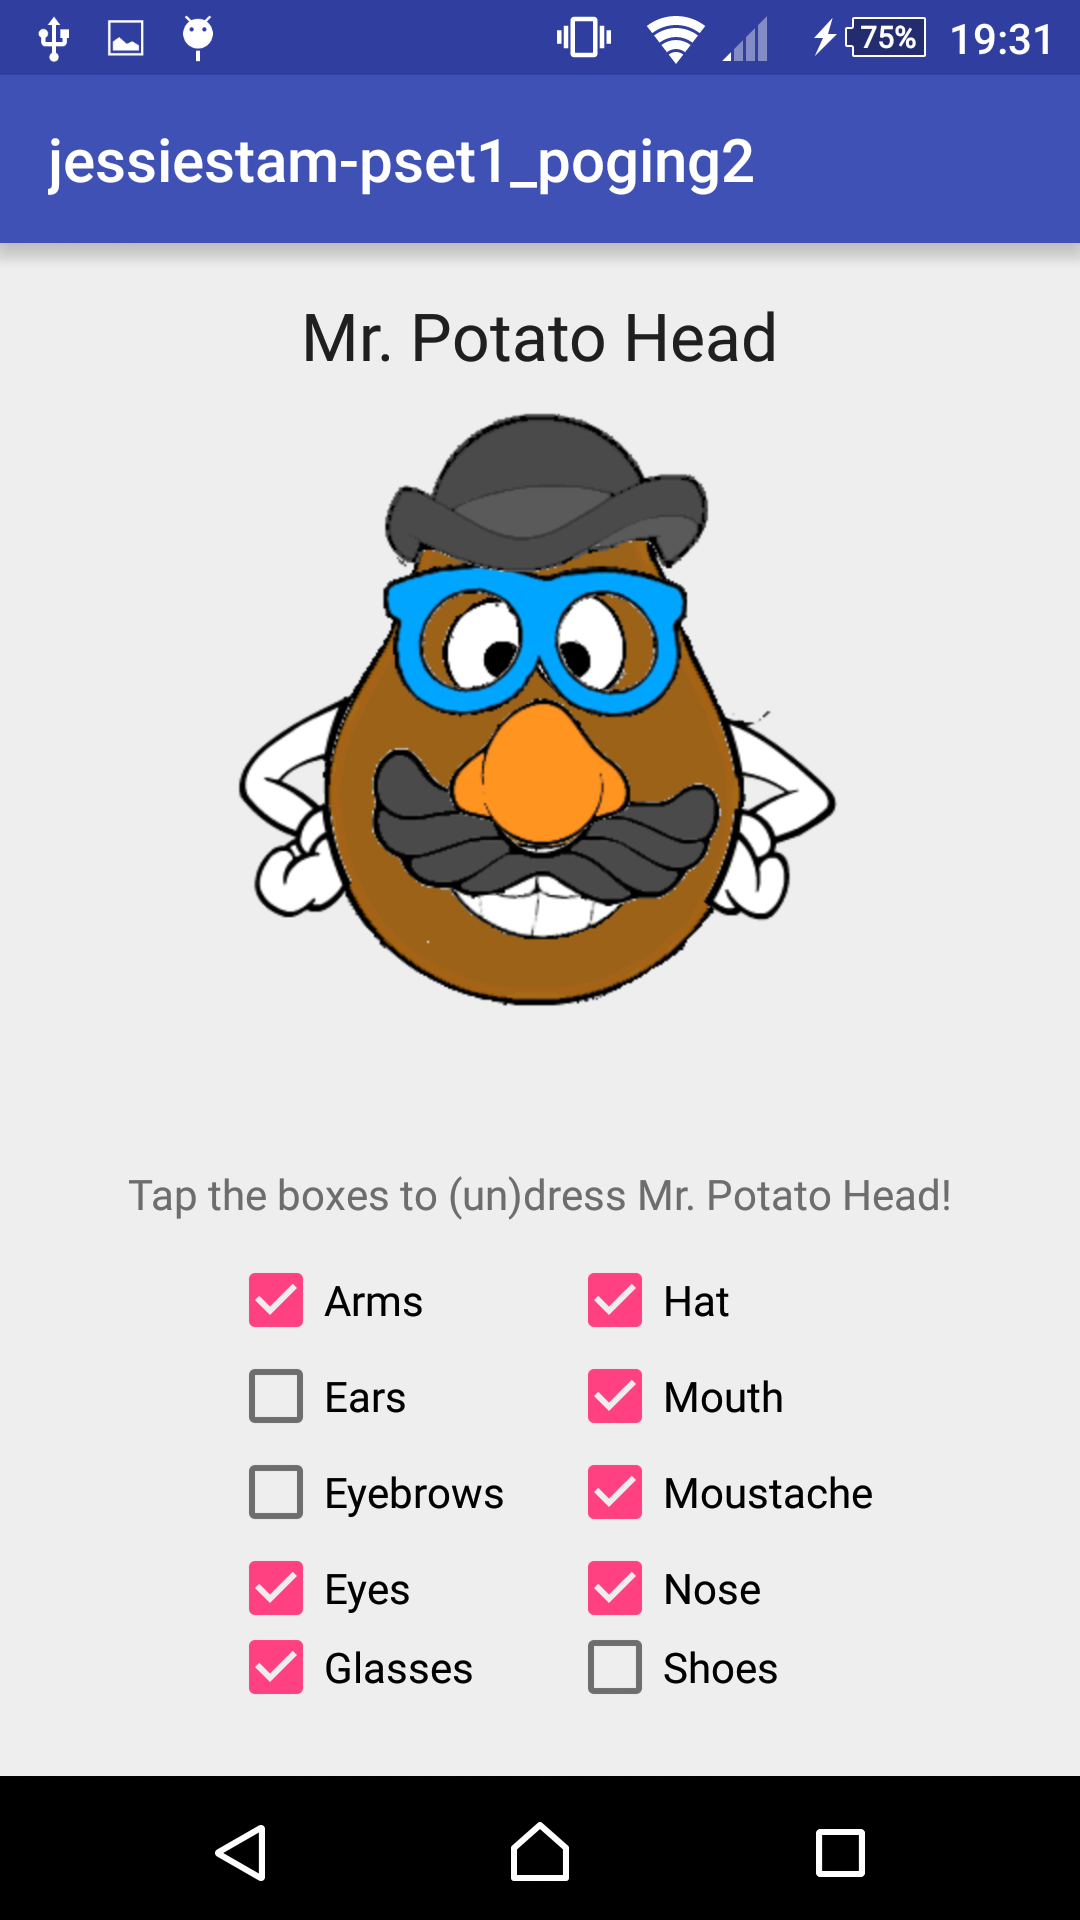 75% 19:31
jessiestam-pset1_poging2
Mr. Potato Head
Tap the boxes to (un)dress Mr. Potato Head!
Arms Hat
Ears Mouth
Eyebrows Moustache
Eyes Nose
Glasses Shoes